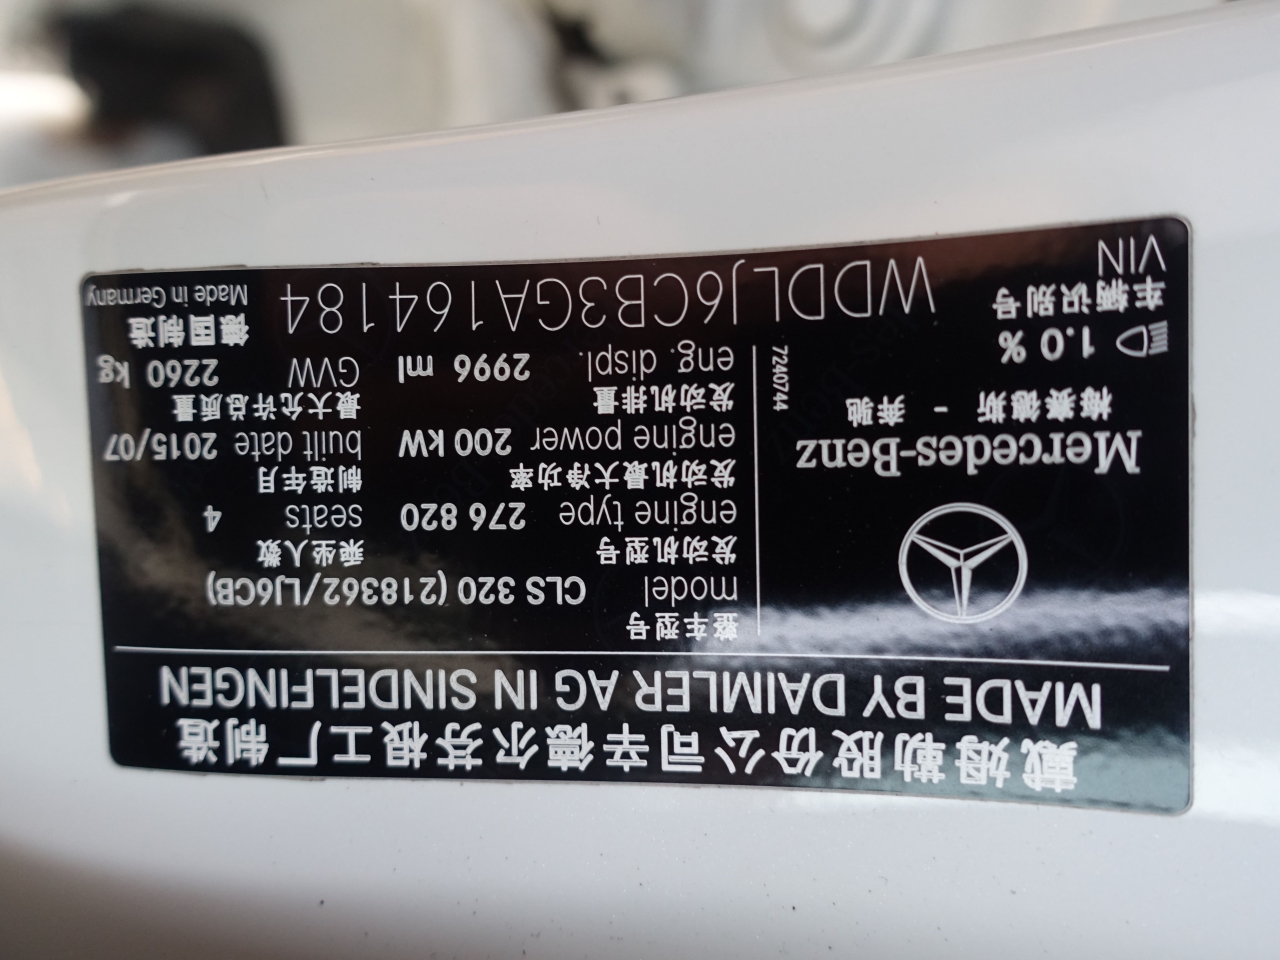 戴姆勒股份公司辛德尔芬根工厂制造
MADE BY DAIMLER AG IN SINDELFINGEN
Mercedes-Benz
梅赛德斯 - 奔驰
1.0 %
7240744
整车型号
model CLS 320 (218362/LJ6CB)
发动机型号 乘坐人数
engine type 276 820 seats 4
发动机最大净功率 制造年月
engine power 200 kW built date 2015/07
发动机排量 最大允许总质量
eng. displ. 2996 ml GVW 2260 kg
车辆识别号 德国制造
VIN WDDLJ6CB3GA164184 Made in Germany